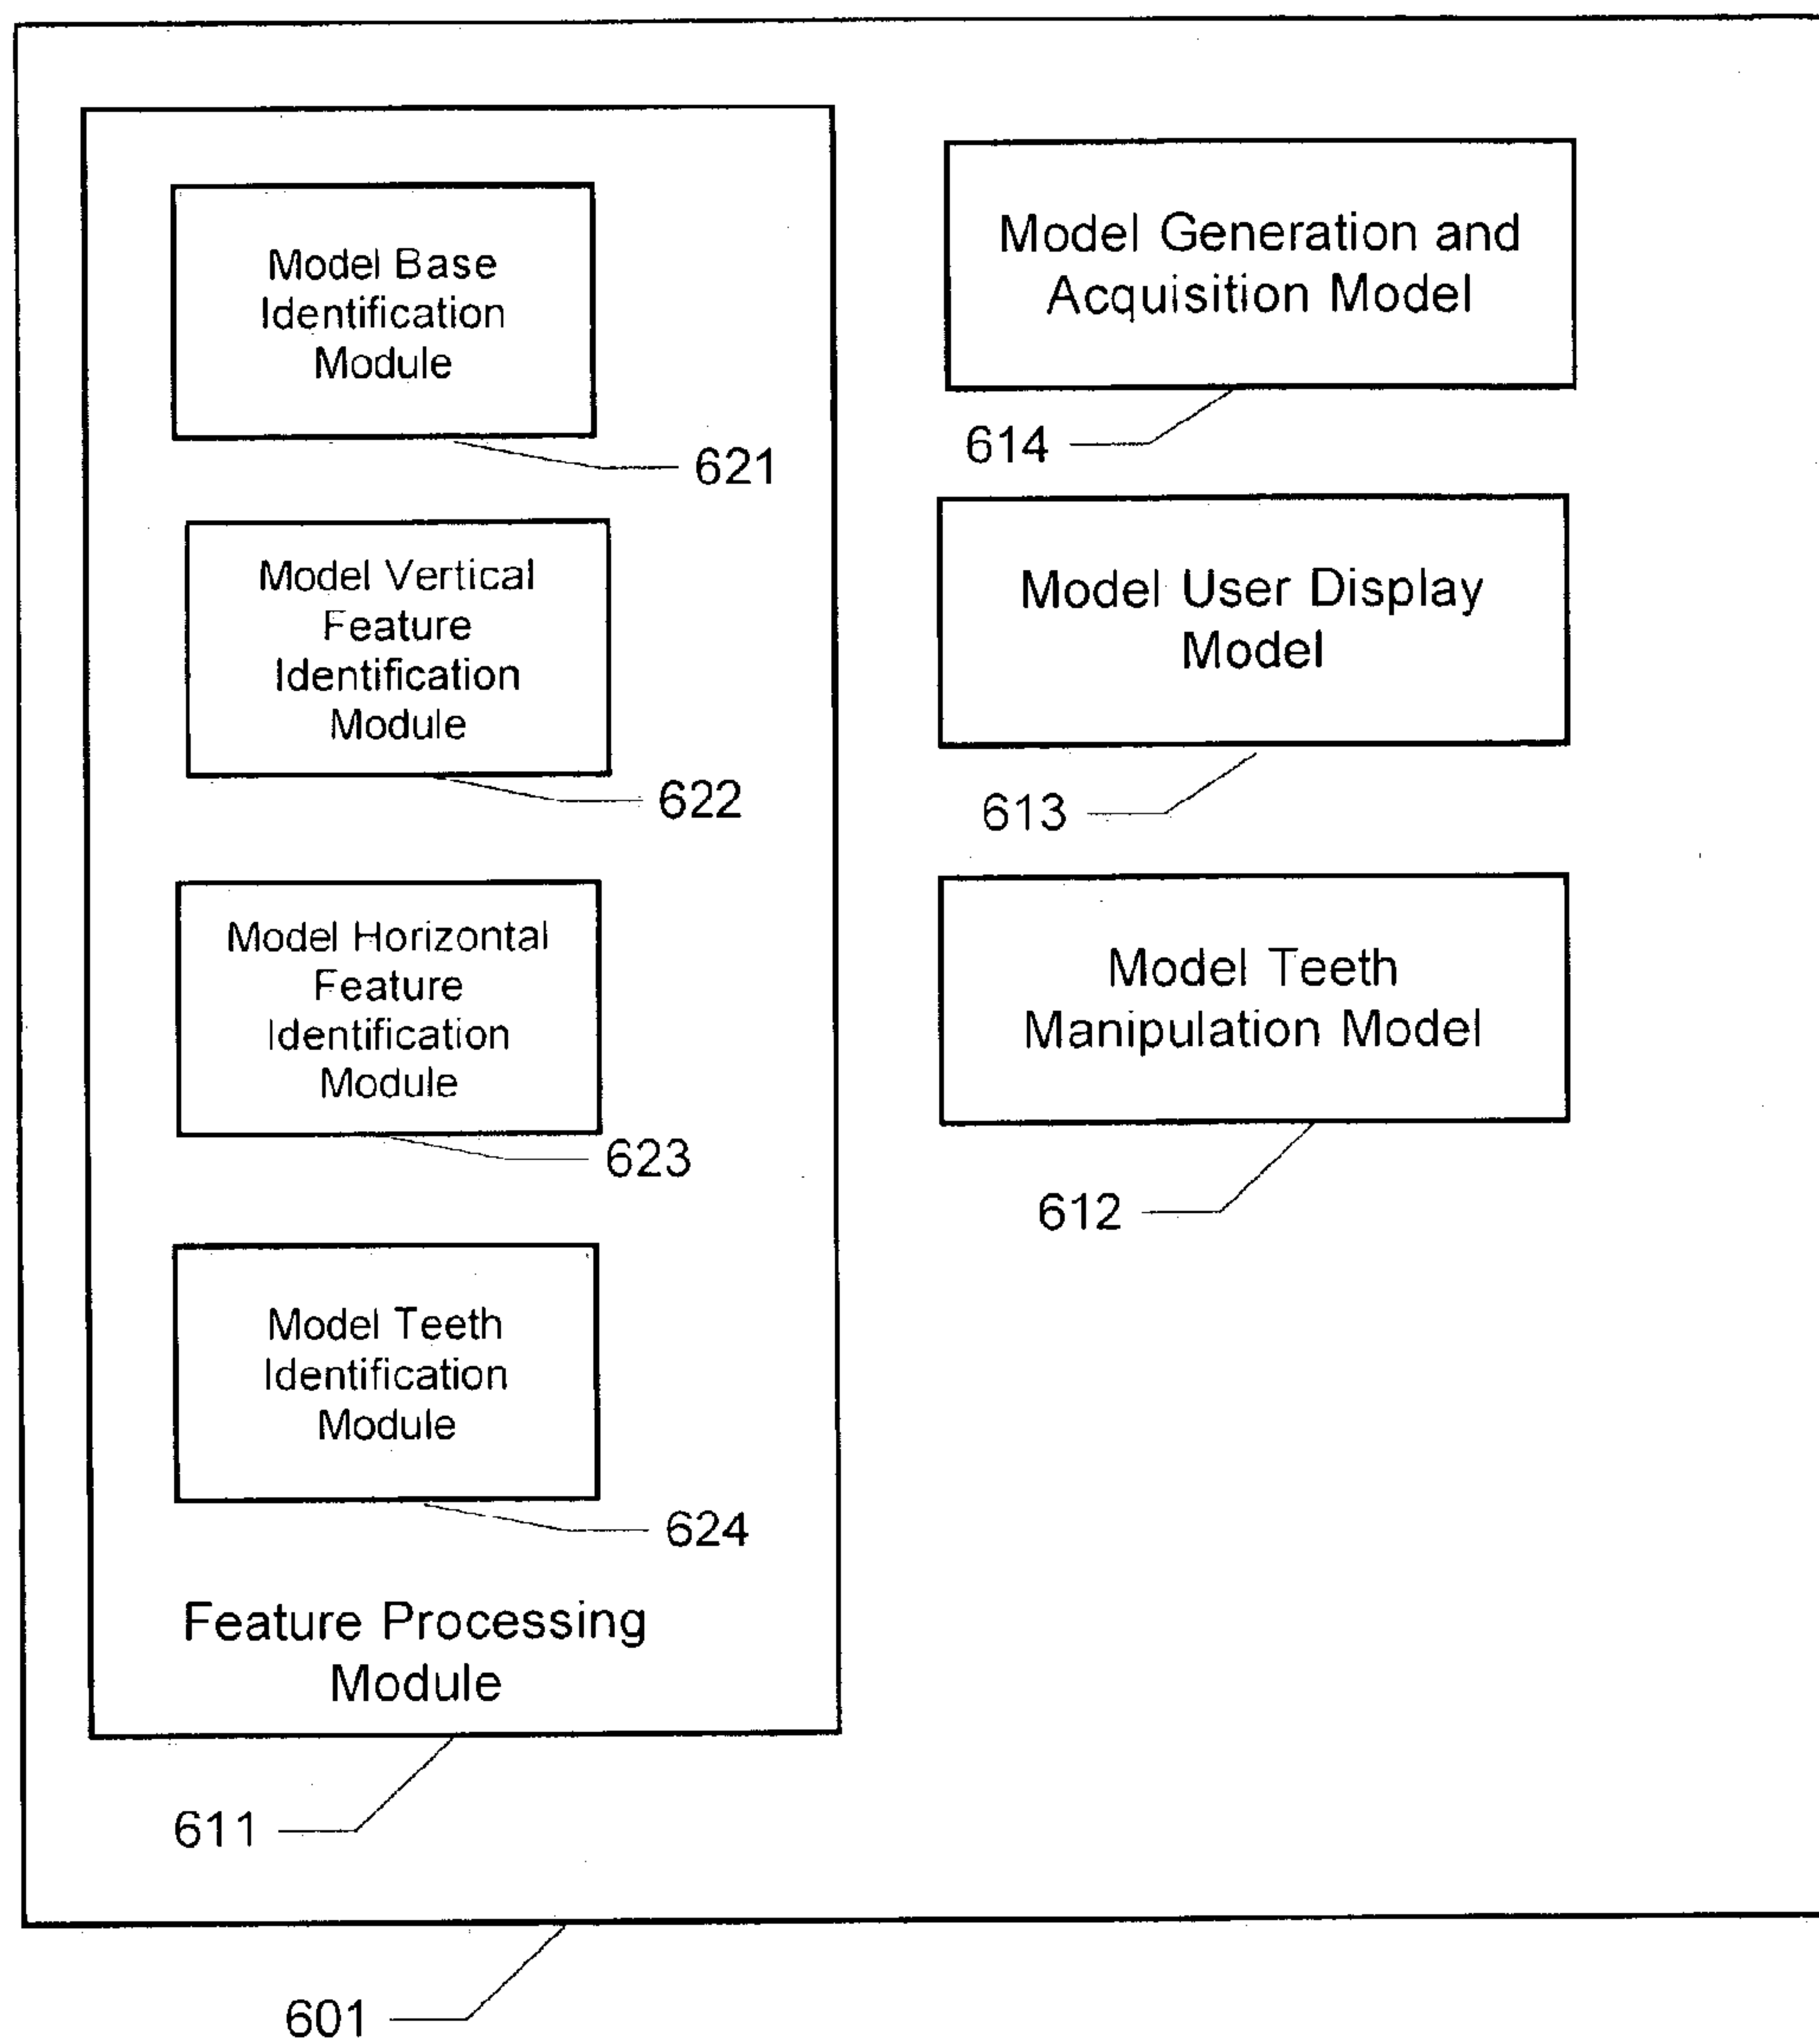 Model Base
Identification
Module
621
Model Vertical
Feature
Identification
Module
622
Model Horizontal
Feature
Identification
Module
623
Model Teeth
Identification
Module
624
Feature Processing
Module
611
Model Generation and
Acquisition Model
614
Model User Display
Model
613
Model Teeth
Manipulation Model
612
601